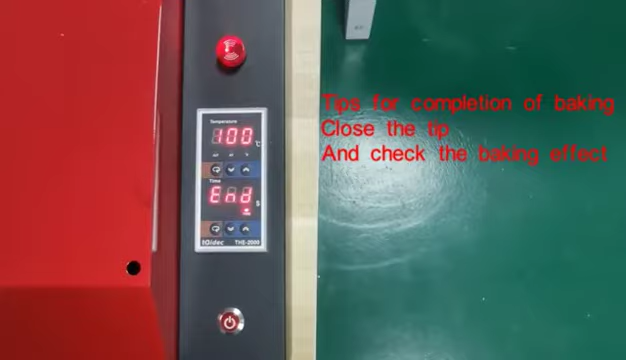 Temperature
100
°C
Time
End
S
THE-2000
Tips for completion of baking
Close the tip
And check the baking effect